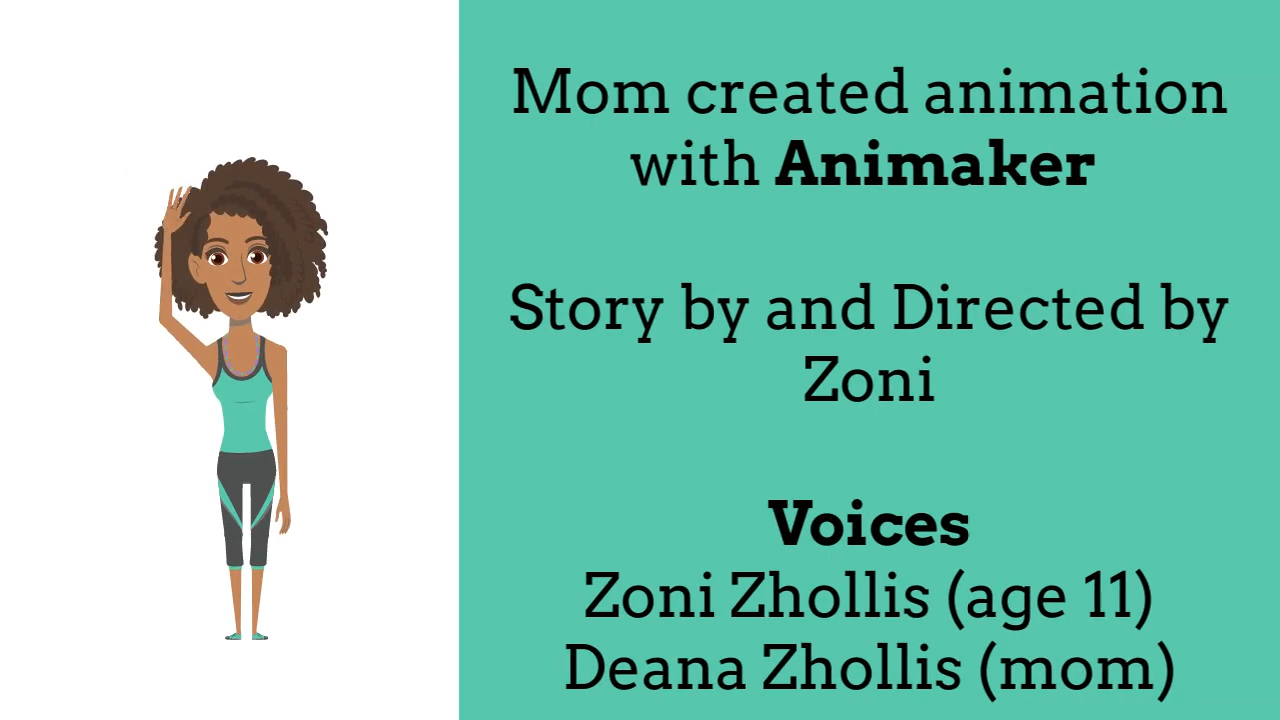 Mom created animation
with Animaker
Story by and Directed by
Zoni
Voices
Zoni Zhollis (age 11)
Deana Zhollis (mom)